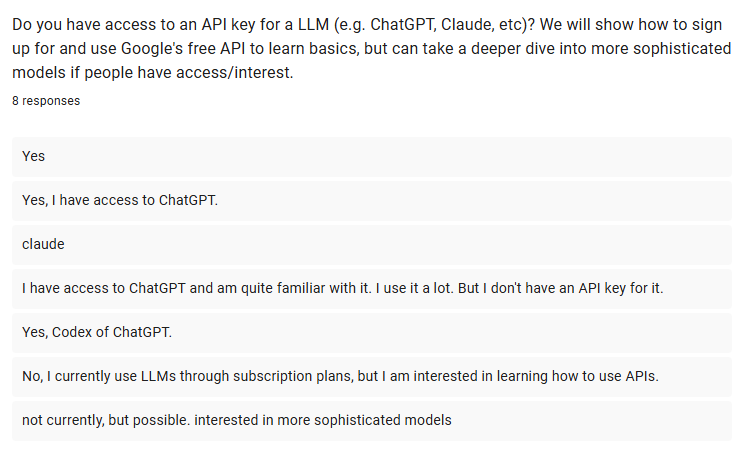 Do you have access to an API key for a LLM (e.g. ChatGPT, Claude, etc)? We will show how to sign
up for and use Google's free API to learn basics, but can take a deeper dive into more sophisticated
models if people have access/interest.
8 responses
Yes
Yes, I have access to ChatGPT.
claude
I have access to ChatGPT and am quite familiar with it. I use it a lot. But I don't have an API key for it.
Yes, Codex of ChatGPT.
No, I currently use LLMs through subscription plans, but I am interested in learning how to use APIs.
not currently, but possible. interested in more sophisticated models